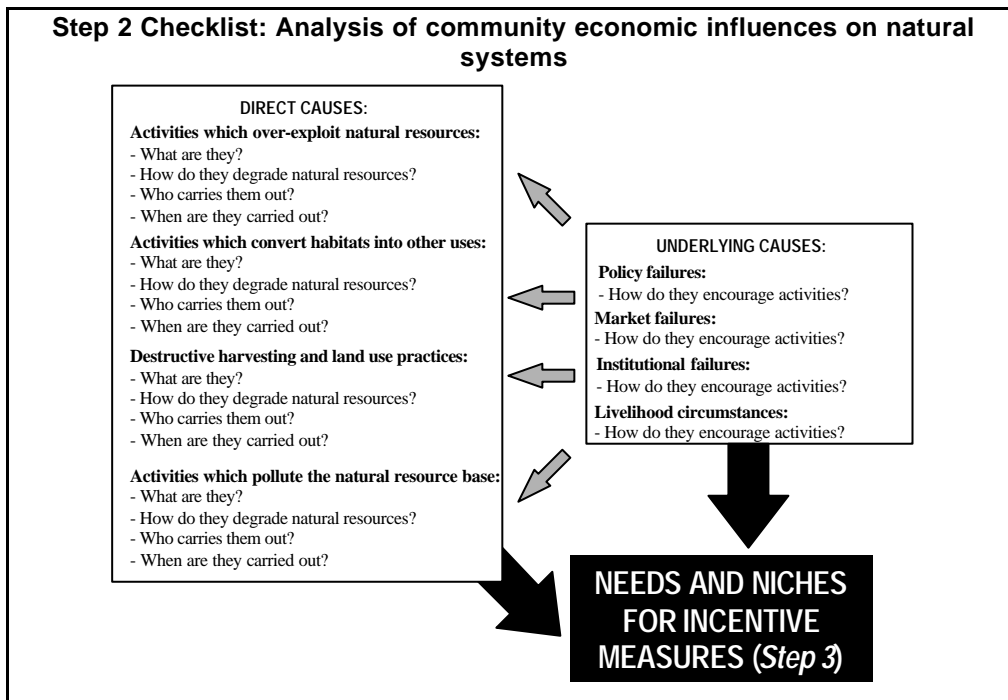 Step 2 Checklist: Analysis of community economic influences on natural
systems
DIRECT CAUSES:
Activities which over-exploit natural resources:
- What are they?
- How do they degrade natural resources?
- Who carries them out?
- When are they carried out?
Activities which convert habitats into other uses:
- What are they?
- How do they degrade natural resources?
- Who carries them out?
- When are they carried out?
Destructive harvesting and land use practices:
- What are they?
- How do they degrade natural resources?
- Who carries them out?
- When are they carried out?
Activities which pollute the natural resource base:
- What are they?
- How do they degrade natural resources?
- Who carries them out?
- When are they carried out?
UNDERLYING CAUSES:
Policy failures:
- How do they encourage activities?
Market failures:
- How do they encourage activities?
Institutional failures:
- How do they encourage activities?
Livelihood circumstances:
- How do they encourage activities?
NEEDS AND NICHES
FOR INCENTIVE
MEASURES (Step 3)